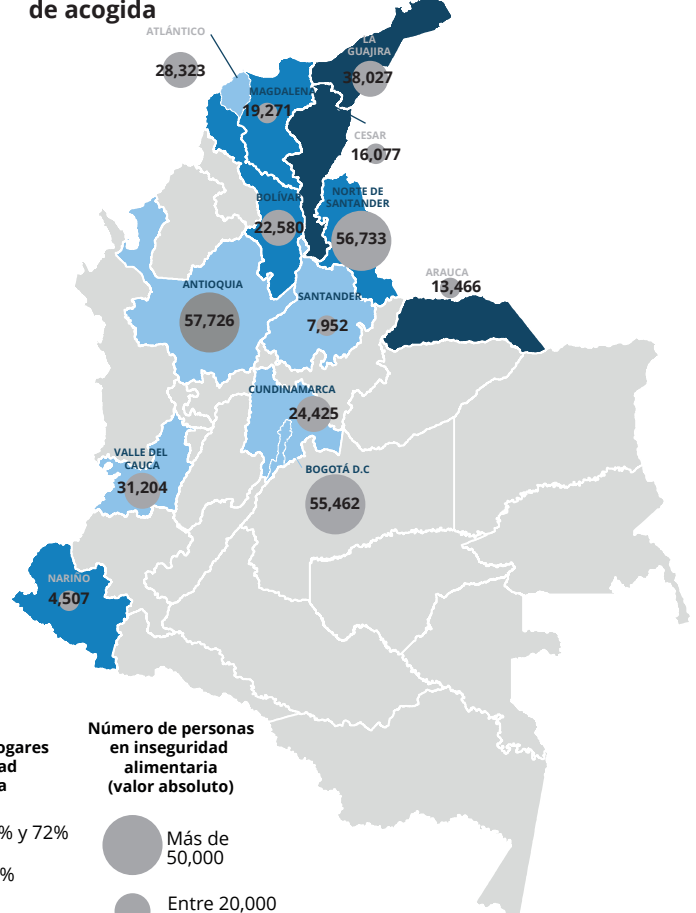 de acogida
ATLÁNTICO
28,323
LA
GUAJIRA
38,027
MAGDALENA
19,271
CESAR
16,077
BOLÍVAR
22,580
NORTE DE
SANTANDER
56,733
ARAUCA
13,466
ANTIOQUIA
57,726
SANTANDER
7,952
CUNDINAMARCA
24,425
VALLE DEL
CAUCA
31,204
BOGOTÁ D.C
55,462
NARIÑO
4,507
ogares
ad
a
% y 72%
%
Número de personas
en inseguridad
alimentaria
(valor absoluto)
Más de
50,000
Entre 20,000